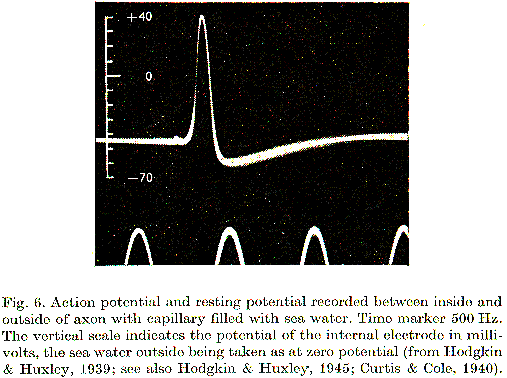 +40
0
−70
Fig. 6. Action potential and resting potential recorded between inside and
outside of axon with capillary filled with sea water. Time marker 500 Hz.
The vertical scale indicates the potential of the internal electrode in milli-
volts, the sea water outside being taken as at zero potential (from Hodgkin
& Huxley, 1939; see also Hodgkin & Huxley, 1945; Curtis & Cole, 1940).